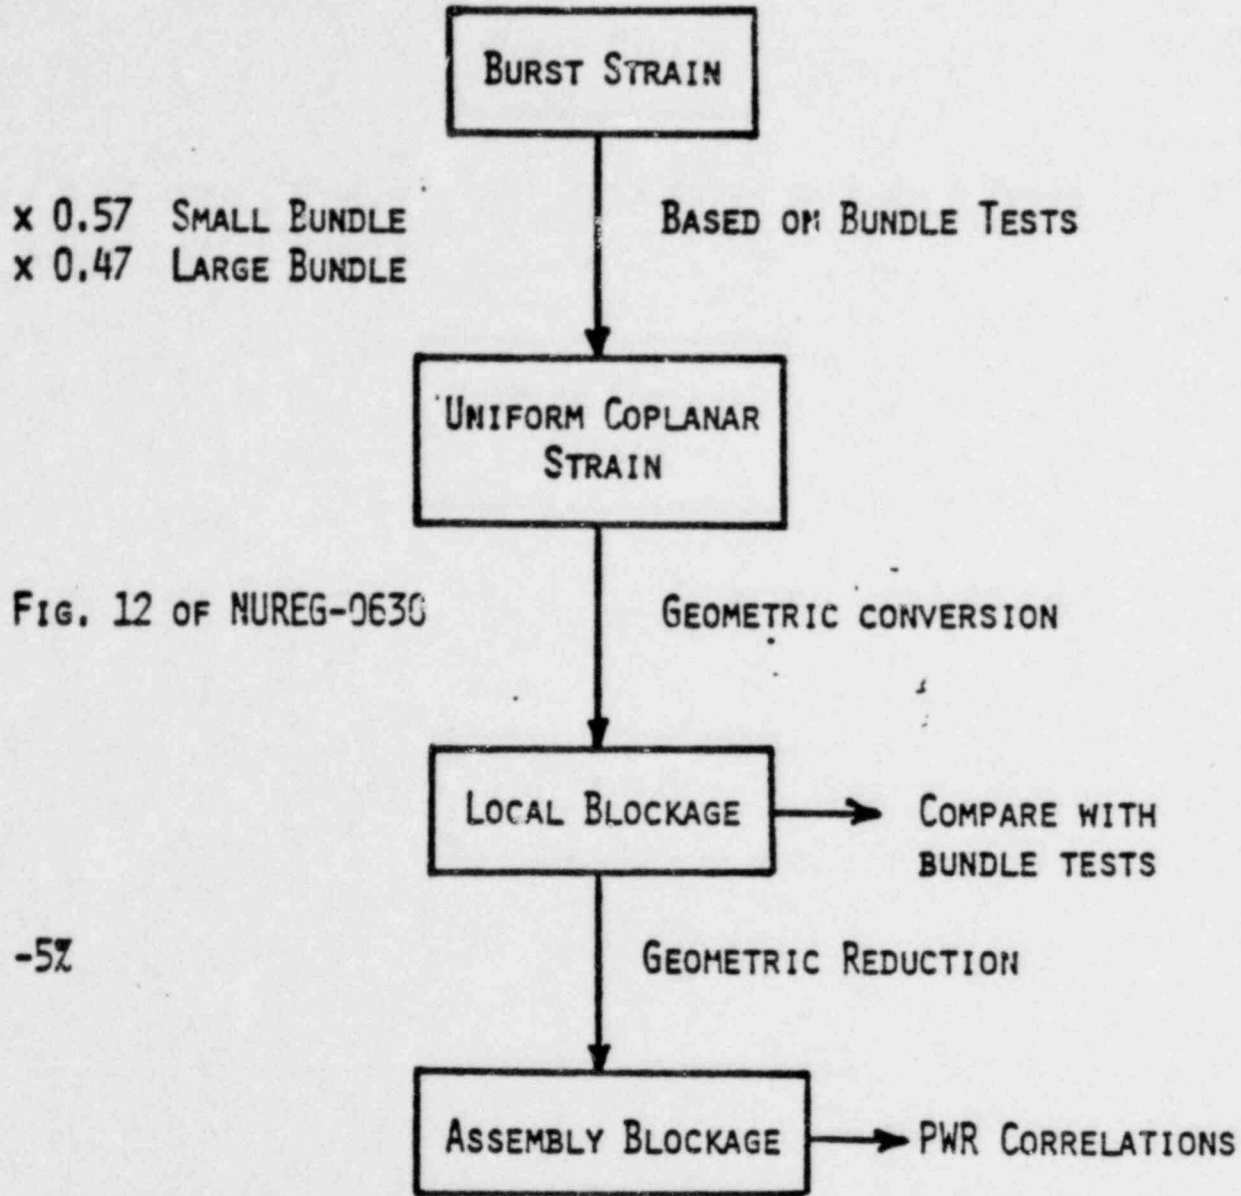 BURST STRAIN
x 0.57 SMALL BUNDLE
x 0.47 LARGE BUNDLE
BASED ON BUNDLE TESTS
UNIFORM COPLANAR
STRAIN
FIG. 12 OF NUREG-0630
GEOMETRIC CONVERSION
LOCAL BLOCKAGE
COMPARE WITH
BUNDLE TESTS
-5%
GEOMETRIC REDUCTION
ASSEMBLY BLOCKAGE
PWR CORRELATIONS